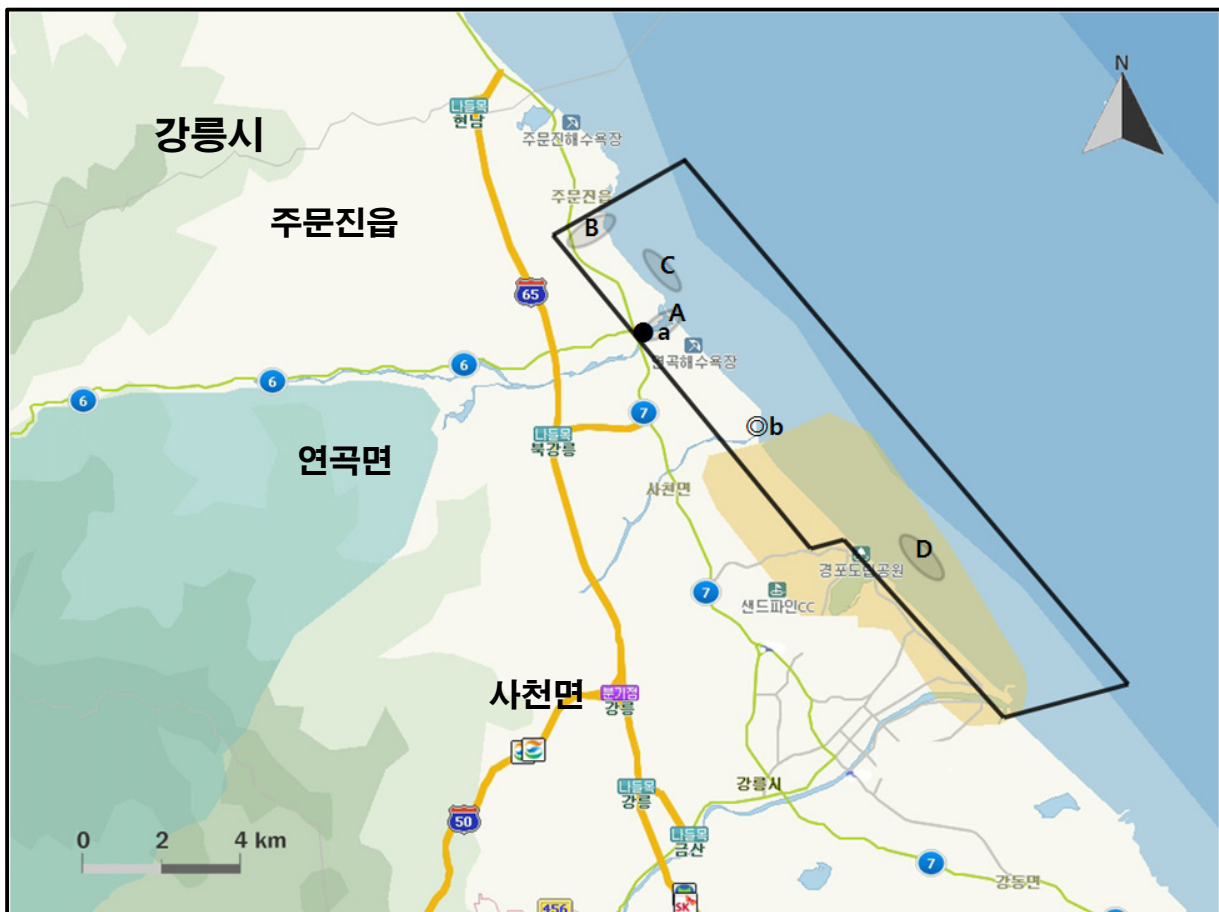 N
나들목
현남
강릉시
주문진해수욕장
주문진읍
주문진읍
B
C
65
A
a
연곡해수욕장
6
6
6
7
b
나들목
북강릉
연곡면
사천면
D
경포도립공원
샌드파인CC
7
사천면
분기점
강릉
나들목
강릉
강릉시
50
나들목
금산
0 2 4 km
7
강동면
456
SK